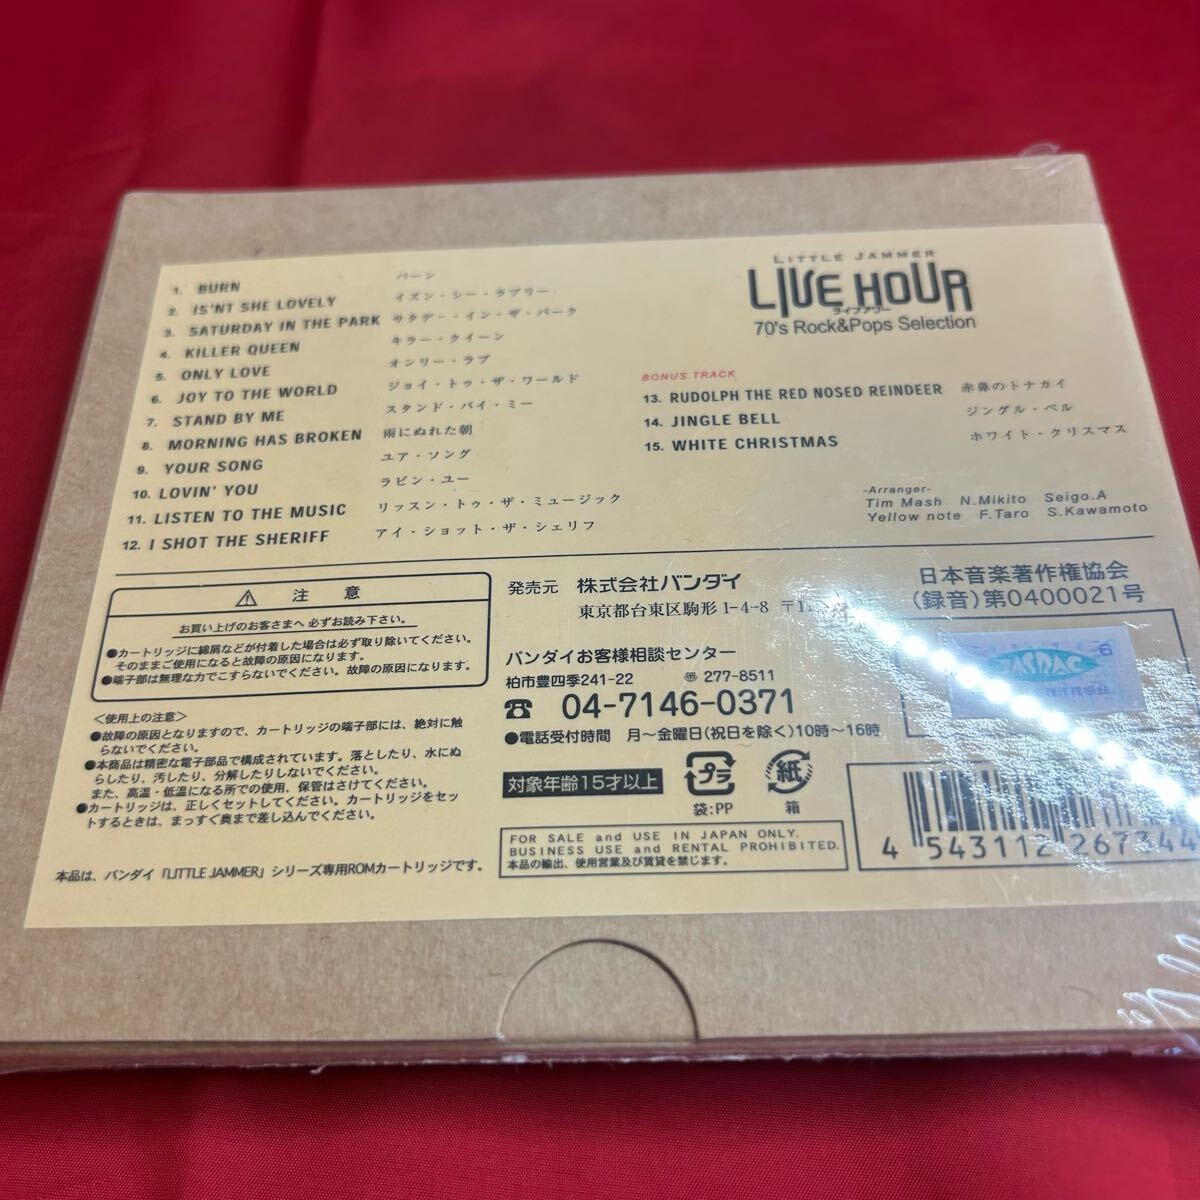 1. BURN バーン
2. IS'NT SHE LOVELY イズン・シー・ラブリー
3. SATURDAY IN THE PARK サタデー・イン・ザ・パーク
4. KILLER QUEEN キラー・クイーン
5. ONLY LOVE オンリー・ラブ
6. JOY TO THE WORLD ジョイ・トゥ・ザ・ワールド
7. STAND BY ME スタンド・バイ・ミー
8. MORNING HAS BROKEN 雨にぬれた朝
9. YOUR SONG ユア・ソング
10. LOVIN' YOU ラビン・ユー
11. LISTEN TO THE MUSIC リッスン・トゥ・ザ・ミュージック
12. I SHOT THE SHERIFF アイ・ショット・ザ・シェリフ
LITTLE JAMMER
LIVE HOUR
ライブアワー
70's Rock&Pops Selection
BONUS TRACK
13. RUDOLPH THE RED NOSED REINDEER 赤鼻のトナカイ
14. JINGLE BELL ジングル・ベル
15. WHITE CHRISTMAS ホワイト・クリスマス
-Arranger-
Tim Mash N.Mikito Seigo.A
Yellow note F.Taro S.Kawamoto
注意
お買い上げのお客さまへ 必ずお読み下さい。
●カートリッジに綿屑などが付着した場合は必ず取り除いてください。
そのままご使用になると故障の原因になります。
●端子部は無理な力でこすらないでください。故障の原因になります。
＜使用上の注意＞
●故障の原因となりますので、カートリッジの端子部には、絶対に触
らないでください。
●本商品は精密な電子部品で構成されています。落としたり、水にぬ
らしたり、汚したり、分解したりしないでください。
また、高温・低温になる所での使用、保管はさけてください。
●カートリッジは、正しくセットしてください。カートリッジをセッ
トするときは、まっすぐ奥まで差し込んでください。
本品は、バンダイ「LITTLE JAMMER」シリーズ専用ROMカートリッジです。
発売元 株式会社バンダイ
東京都台東区駒形1-4-8 〒1
バンダイお客様相談センター
柏市豊四季241-22 277-8511
☎ 04-7146-0371
●電話受付時間 月〜金曜日(祝日を除く)10時〜16時
対象年齢15才以上
プラ
袋:PP
紙
箱
FOR SALE and USE IN JAPAN ONLY.
BUSINESS USE and RENTAL PROHIBITED.
本品の輸出、使用営業及び賃貸を禁じます。
日本音楽著作権協会
(録音)第0400021号
JASRAC
4 543112 267344